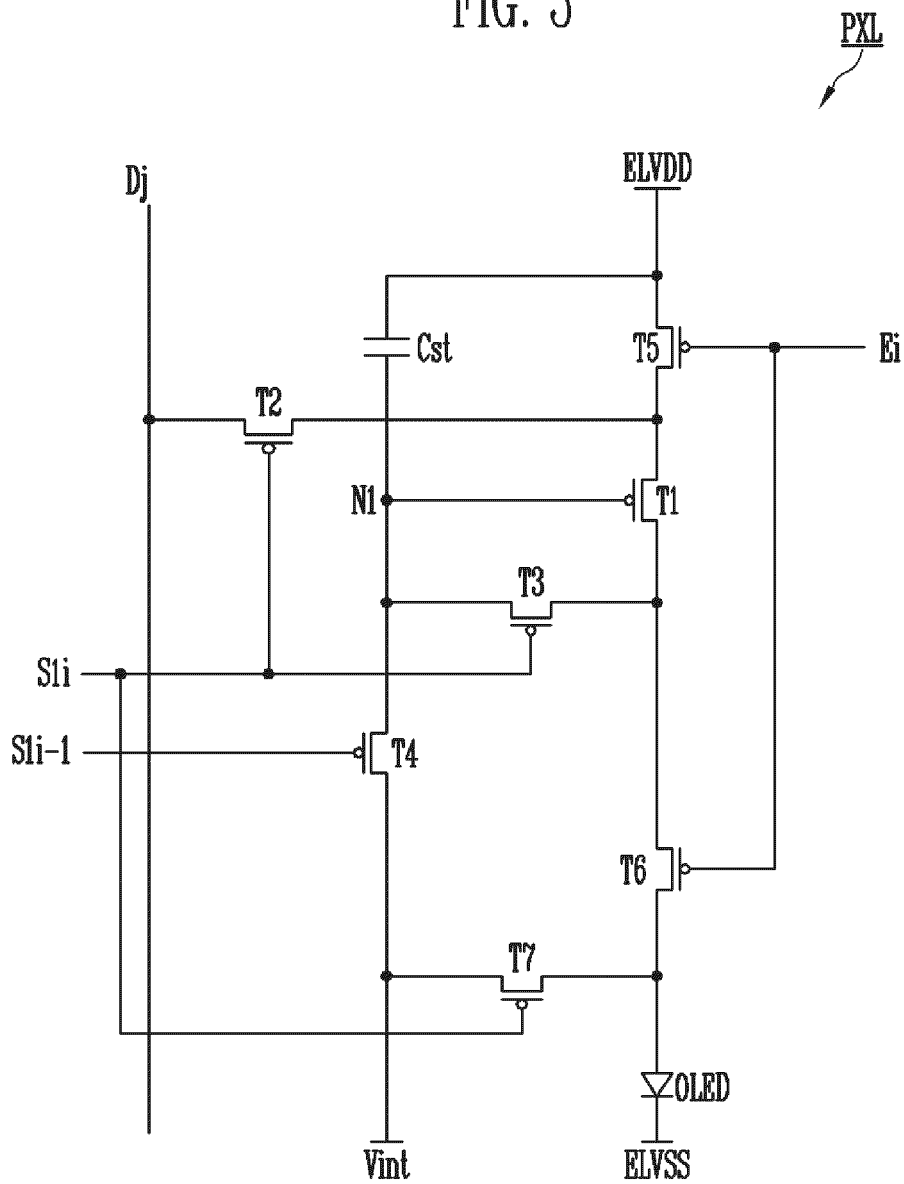 FIG. 3
PXL
Dj
ELVDD
Cst
T5
Ei
T2
N1
T1
T3
S1i
S1i-1
T4
T6
T7
OLED
Vint
ELVSS